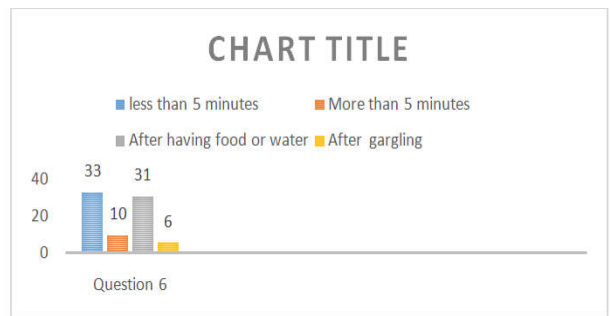 CHART TITLE
less than 5 minutes More than 5 minutes
After having food or water After gargling
40 33 31
20 10 6
0
Question 6